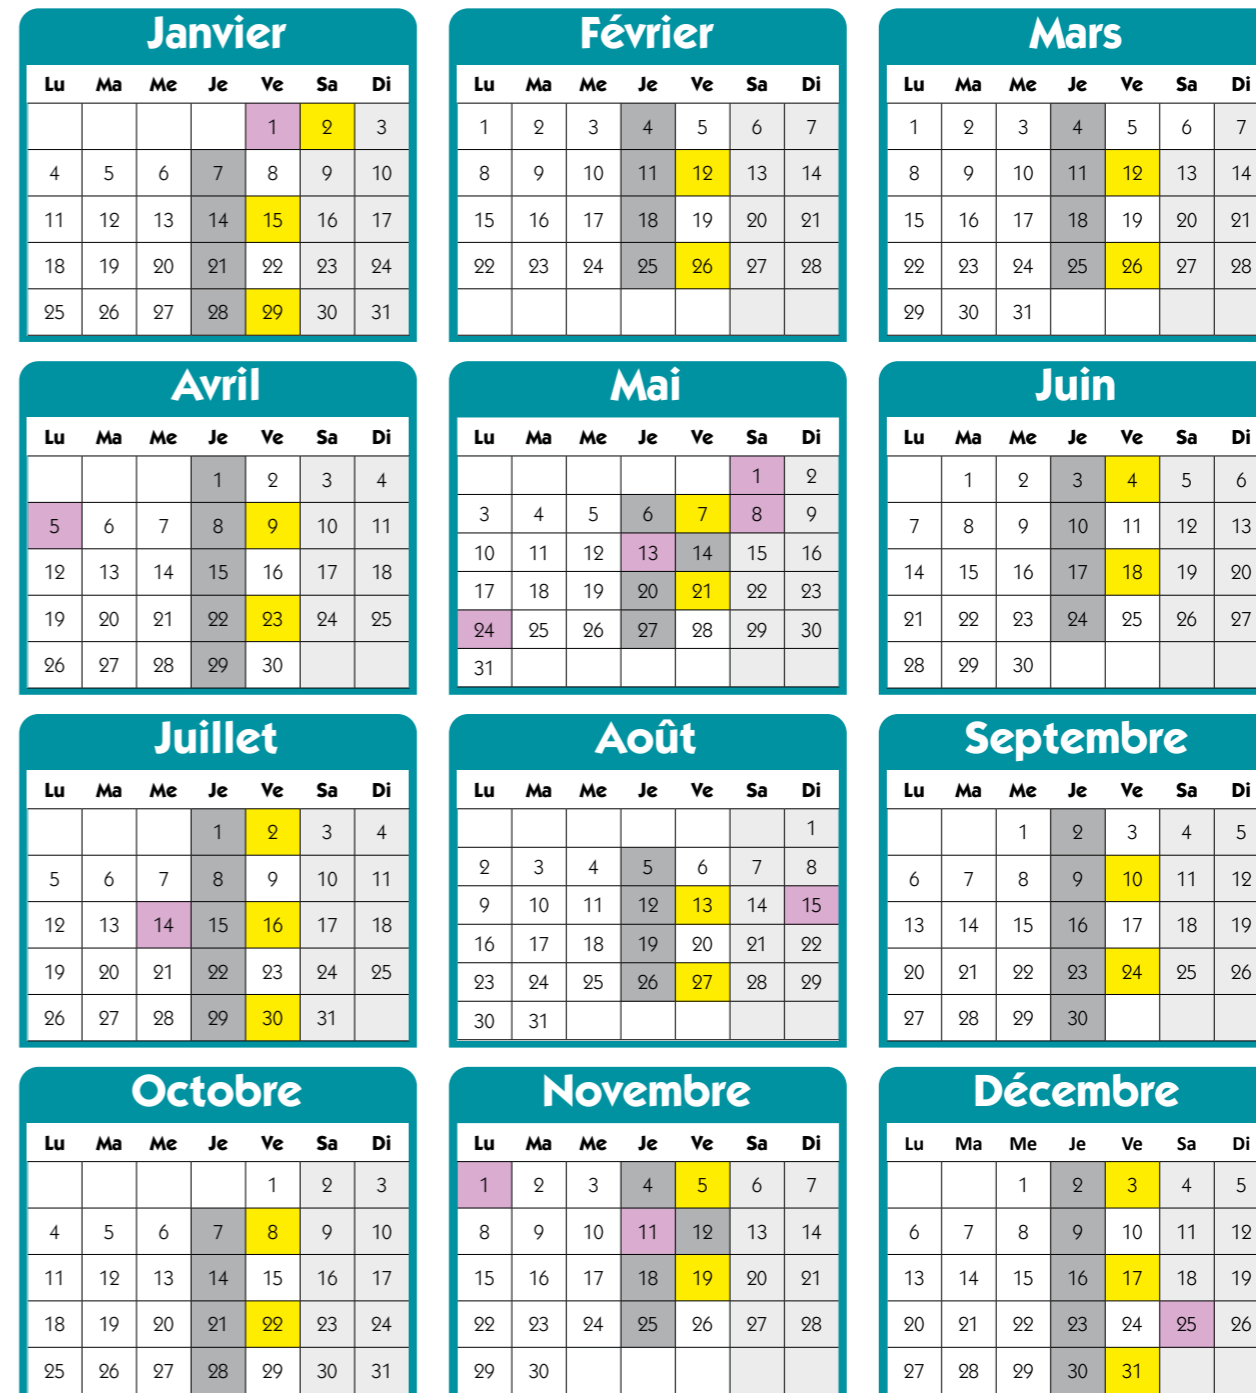 Janvier
Lu Ma Me Je Ve Sa Di
1 2 3
4 5 6 7 8 9 10
11 12 13 14 15 16 17
18 19 20 21 22 23 24
25 26 27 28 29 30 31
Février
Lu Ma Me Je Ve Sa Di
1 2 3 4 5 6 7
8 9 10 11 12 13 14
15 16 17 18 19 20 21
22 23 24 25 26 27 28
Mars
Lu Ma Me Je Ve Sa Di
1 2 3 4 5 6 7
8 9 10 11 12 13 14
15 16 17 18 19 20 21
22 23 24 25 26 27 28
29 30 31
Avril
Lu Ma Me Je Ve Sa Di
1 2 3 4
5 6 7 8 9 10 11
12 13 14 15 16 17 18
19 20 21 22 23 24 25
26 27 28 29 30
Mai
Lu Ma Me Je Ve Sa Di
1 2
3 4 5 6 7 8 9
10 11 12 13 14 15 16
17 18 19 20 21 22 23
24 25 26 27 28 29 30
31
Juin
Lu Ma Me Je Ve Sa Di
1 2 3 4 5 6
7 8 9 10 11 12 13
14 15 16 17 18 19 20
21 22 23 24 25 26 27
28 29 30
Juillet
Lu Ma Me Je Ve Sa Di
1 2 3 4
5 6 7 8 9 10 11
12 13 14 15 16 17 18
19 20 21 22 23 24 25
26 27 28 29 30 31
Août
Lu Ma Me Je Ve Sa Di
1
2 3 4 5 6 7 8
9 10 11 12 13 14 15
16 17 18 19 20 21 22
23 24 25 26 27 28 29
30 31
Septembre
Lu Ma Me Je Ve Sa Di
1 2 3 4 5
6 7 8 9 10 11 12
13 14 15 16 17 18 19
20 21 22 23 24 25 26
27 28 29 30
Octobre
Lu Ma Me Je Ve Sa Di
1 2 3
4 5 6 7 8 9 10
11 12 13 14 15 16 17
18 19 20 21 22 23 24
25 26 27 28 29 30 31
Novembre
Lu Ma Me Je Ve Sa Di
1 2 3 4 5 6 7
8 9 10 11 12 13 14
15 16 17 18 19 20 21
22 23 24 25 26 27 28
29 30
Décembre
Lu Ma Me Je Ve Sa Di
1 2 3 4 5
6 7 8 9 10 11 12
13 14 15 16 17 18 19
20 21 22 23 24 25 26
27 28 29 30 31